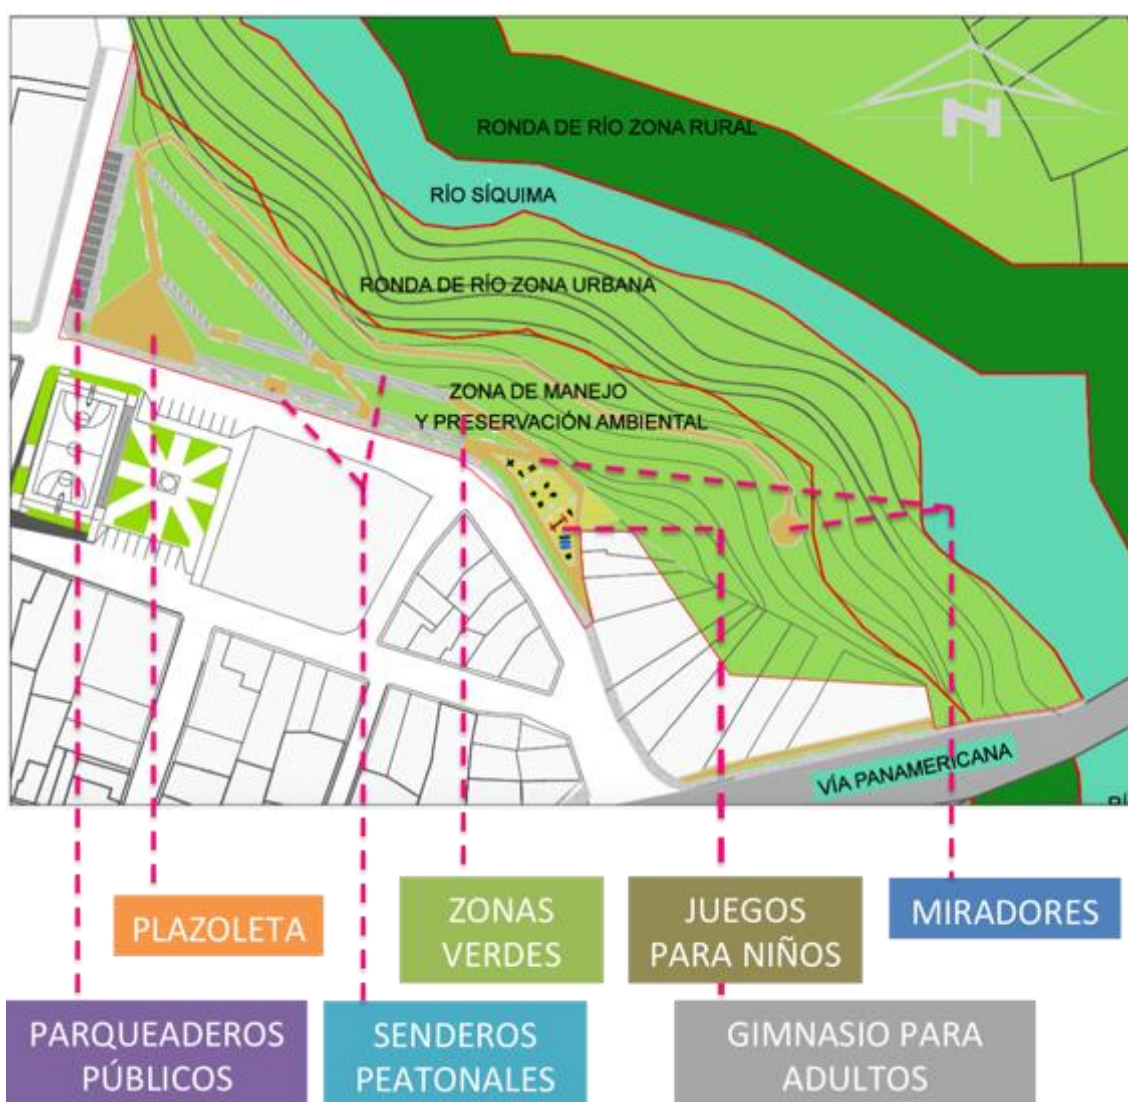 RONDA DE RÍO ZONA RURAL
N
RÍO SÍQUIMA
RONDA DE RÍO ZONA URBANA
ZONA DE MANEJO
Y PRESERVACIÓN AMBIENTAL
VÍA PANAMERICANA
PLAZOLETA
ZONAS
VERDES
JUEGOS
PARA NIÑOS
MIRADORES
PARQUEADEROS
PÚBLICOS
SENDEROS
PEATONALES
GIMNASIO PARA
ADULTOS